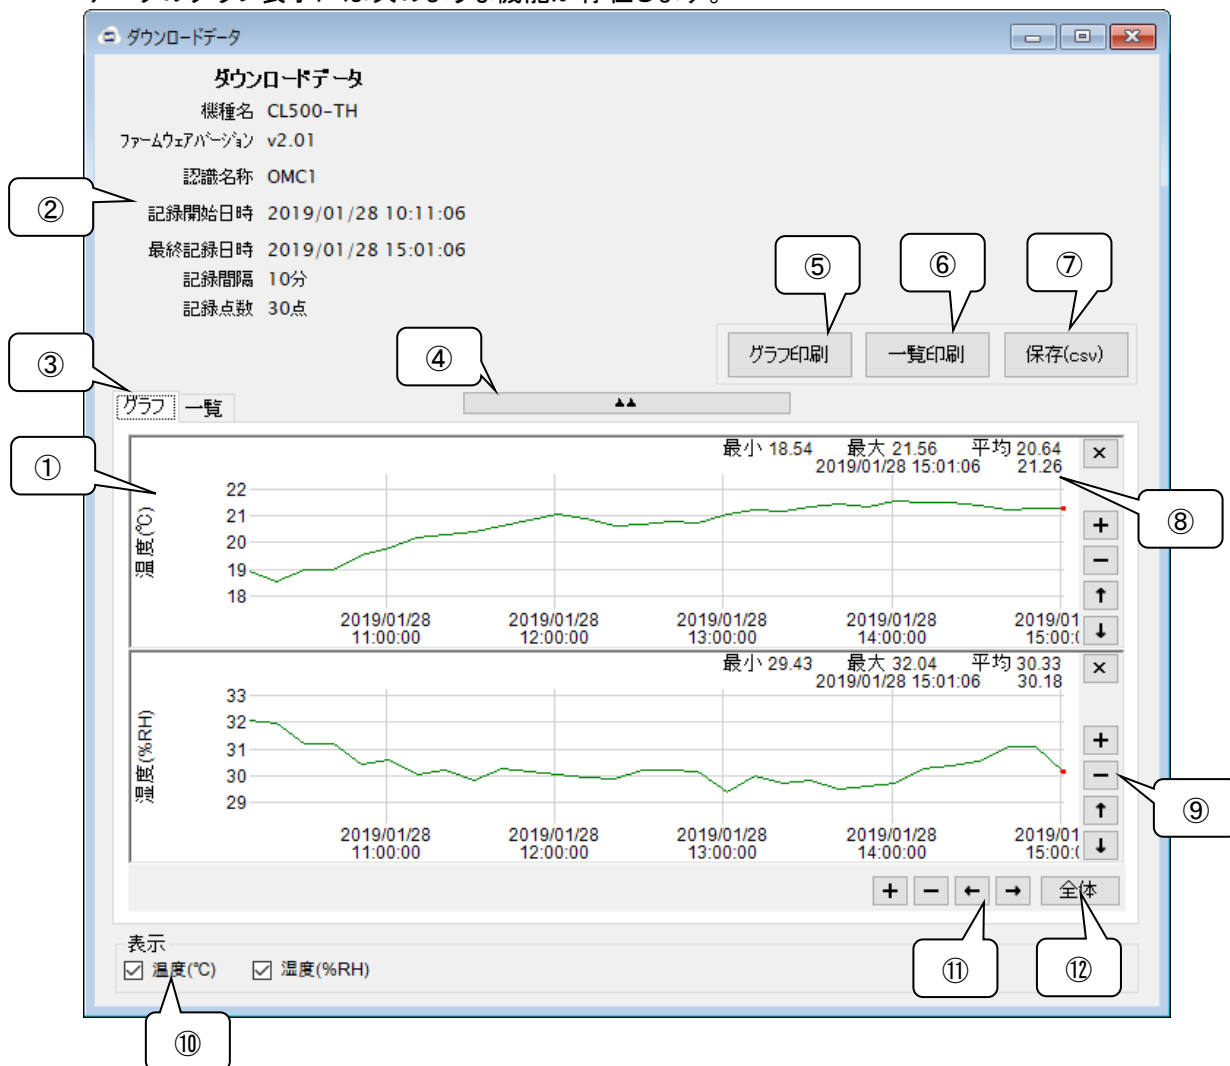 ダウンロードデータ
ダウンロードデータ
機種名 CL500-TH
ファームウェアバージョン v2.01
認識名称 OMC1
②
記録開始日時 2019/01/28 10:11:06
最終記録日時 2019/01/28 15:01:06
記録間隔 10分
記録点数 30点
⑤ ⑥ ⑦
グラフ印刷 一覧印刷 保存(csv)
③ ④
グラフ 一覧
①
最小 18.54 最大 21.56 平均 20.64
2019/01/28 15:01:06 21.26
⑧
温度(℃)
22
21
20
19
18
2019/01/28 2019/01/28 2019/01/28 2019/01/28 2019/01
11:00:00 12:00:00 13:00:00 14:00:00 15:00:
最小 29.43 最大 32.04 平均 30.33
2019/01/28 15:01:06 30.18
湿度(%RH)
33
32
31
30
29
⑨
2019/01/28 2019/01/28 2019/01/28 2019/01/28 2019/01
11:00:00 12:00:00 13:00:00 14:00:00 15:00:
+ − ← → 全体
⑪ ⑫
表示
温度(℃) 湿度(%RH)
⑩